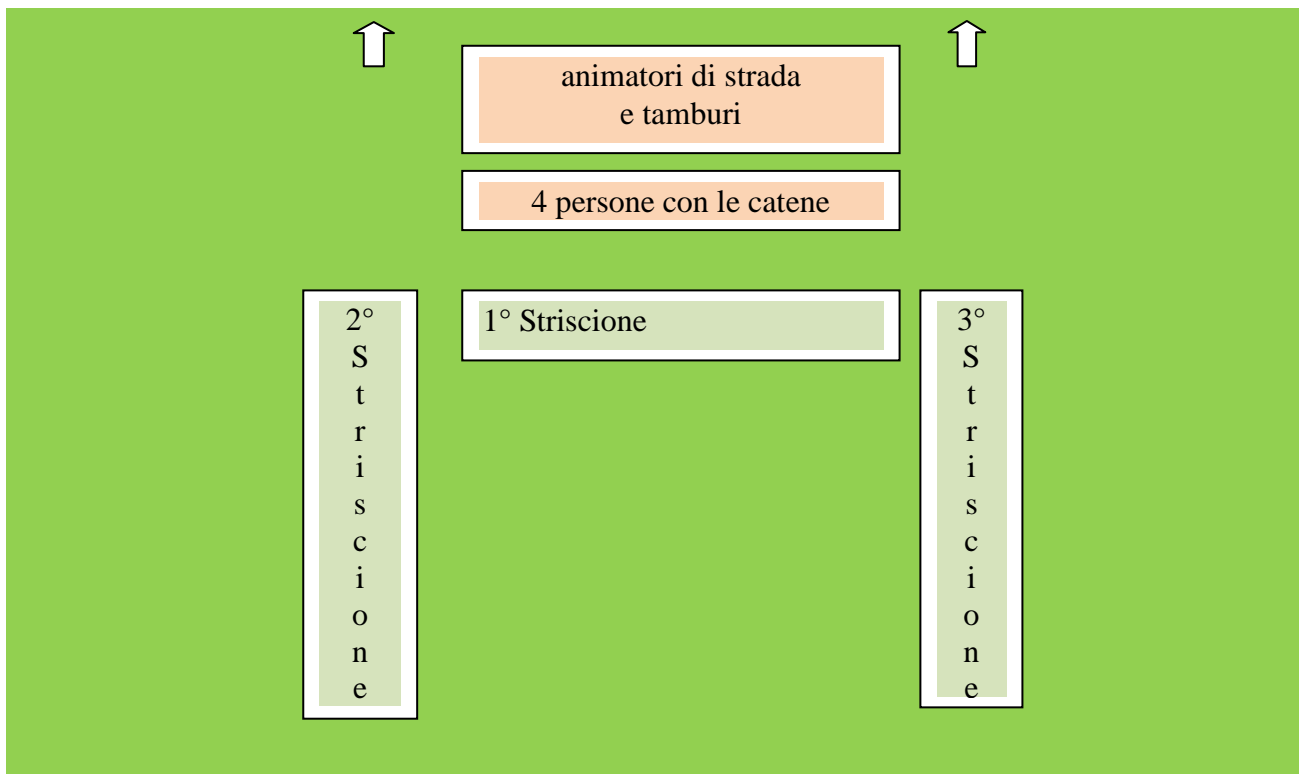 animatori di strada
e tamburi
4 persone con le catene
2°
S
t
r
i
s
c
i
o
n
e
1° Striscione
3°
S
t
r
i
s
c
i
o
n
e